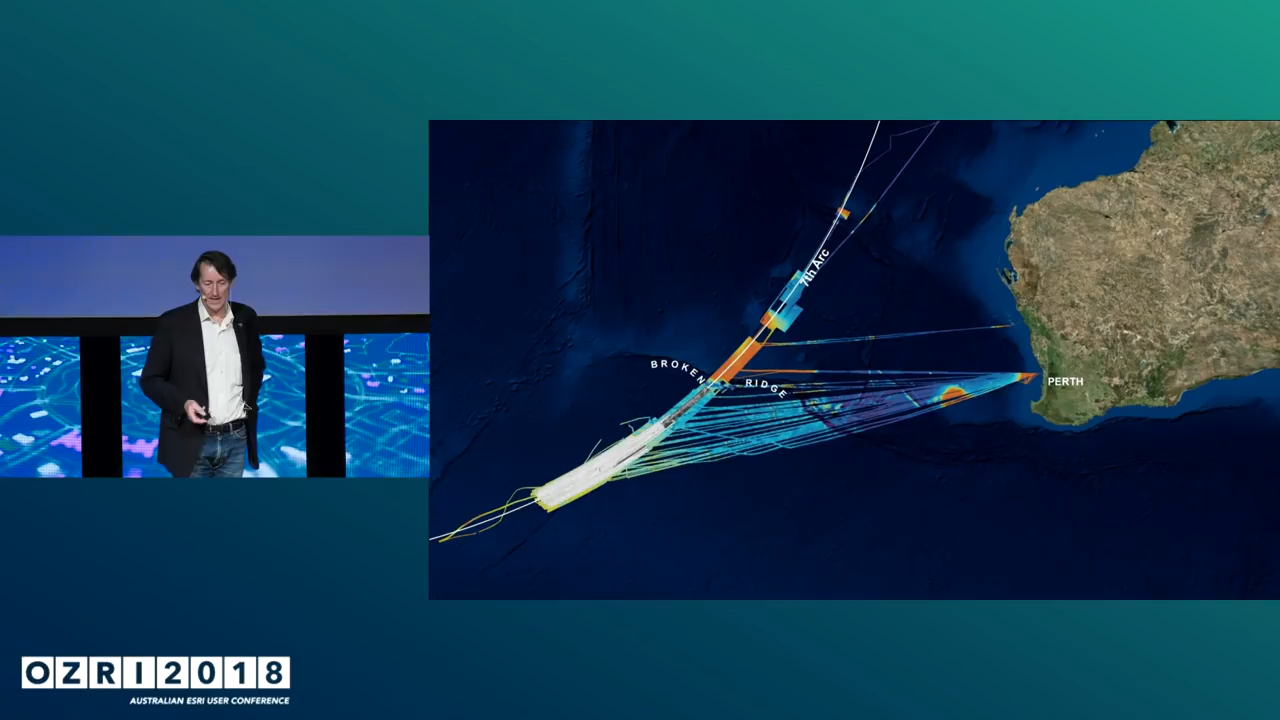 7th Arc
BROKEN RIDGE
PERTH
OZRI2018
AUSTRALIAN ESRI USER CONFERENCE